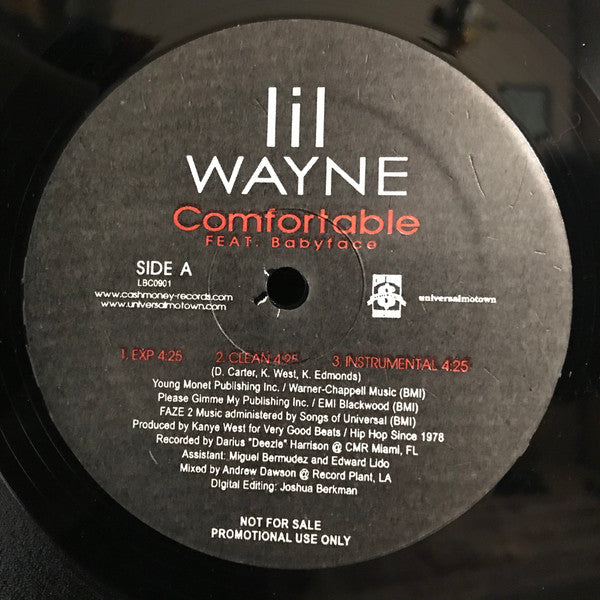 lil
WAYNE
Comfortable
FEAT. Babyface
SIDE A
LBC0901
www.cashmoney-records.com
www.universalmotown.com
universalmotown
1. EXP 4:25 2. CLEAN 4:25 3. INSTRUMENTAL 4:25
(D. Carter, K. West, K. Edmonds)
Young Monet Publishing Inc. / Warner-Chappell Music (BMI)
Please Gimme My Publishing Inc. / EMI Blackwood (BMI)
FAZE 2 Music administered by Songs of Universal (BMI)
Produced by Kanye West for Very Good Beats / Hip Hop Since 1978
Recorded by Darius "Deezle" Harrison @ CMR Miami, FL
Assistant: Miguel Bermudez and Edward Lido
Mixed by Andrew Dawson @ Record Plant, LA
Digital Editing: Joshua Berkman
NOT FOR SALE
PROMOTIONAL USE ONLY